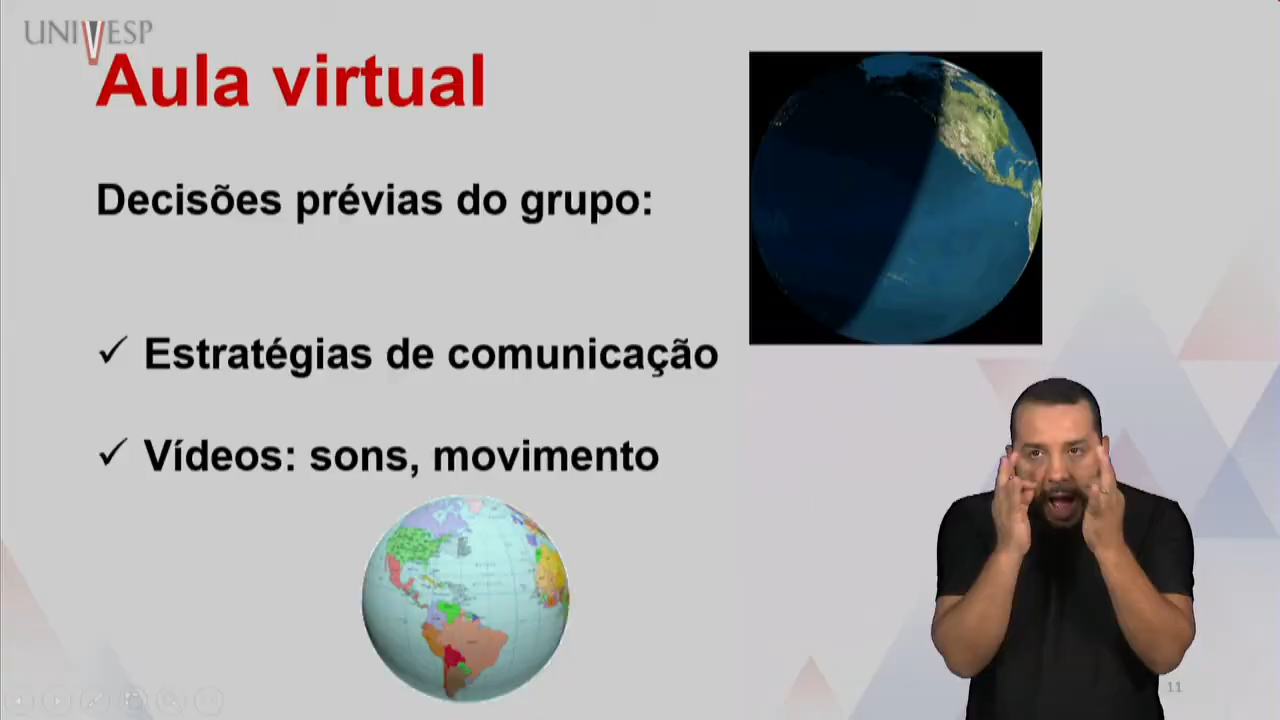 UNIVESP
Aula virtual
Decisões prévias do grupo:
✓ Estratégias de comunicação
✓ Vídeos: sons, movimento
11